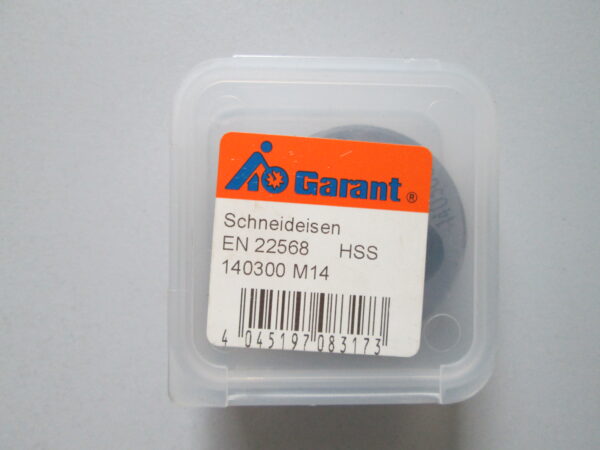 Garant®
Schneideisen
EN 22568 HSS
140300 M14
4 045197 083173